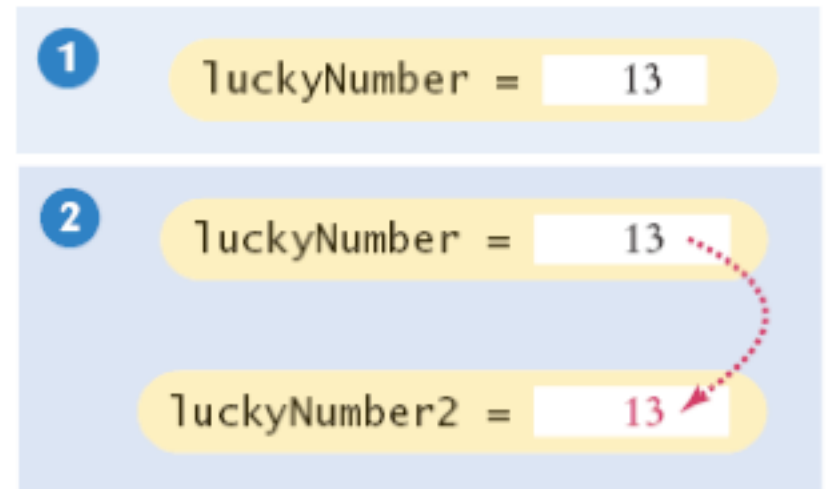 1
luckyNumber = 13
2
luckyNumber = 13
luckyNumber2 = 13